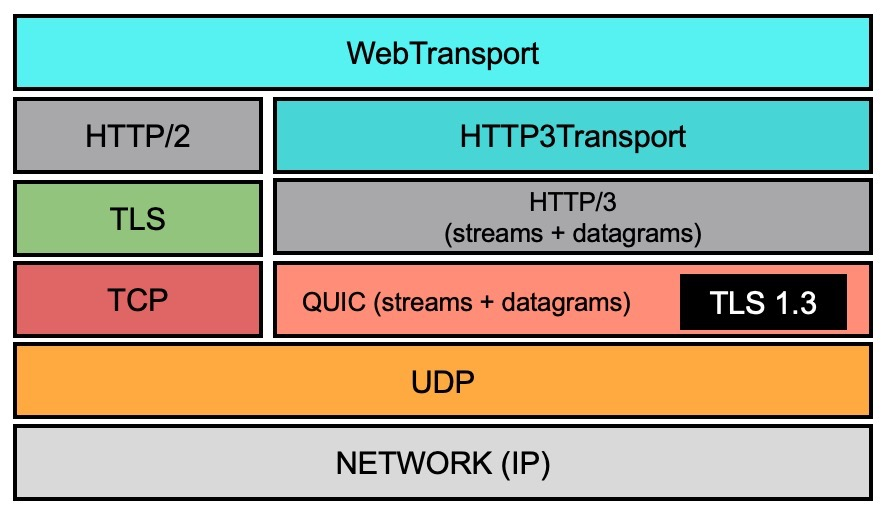 WebTransport
HTTP/2
HTTP3Transport
TLS
HTTP/3
(streams + datagrams)
TCP
QUIC (streams + datagrams)
TLS 1.3
UDP
NETWORK (IP)